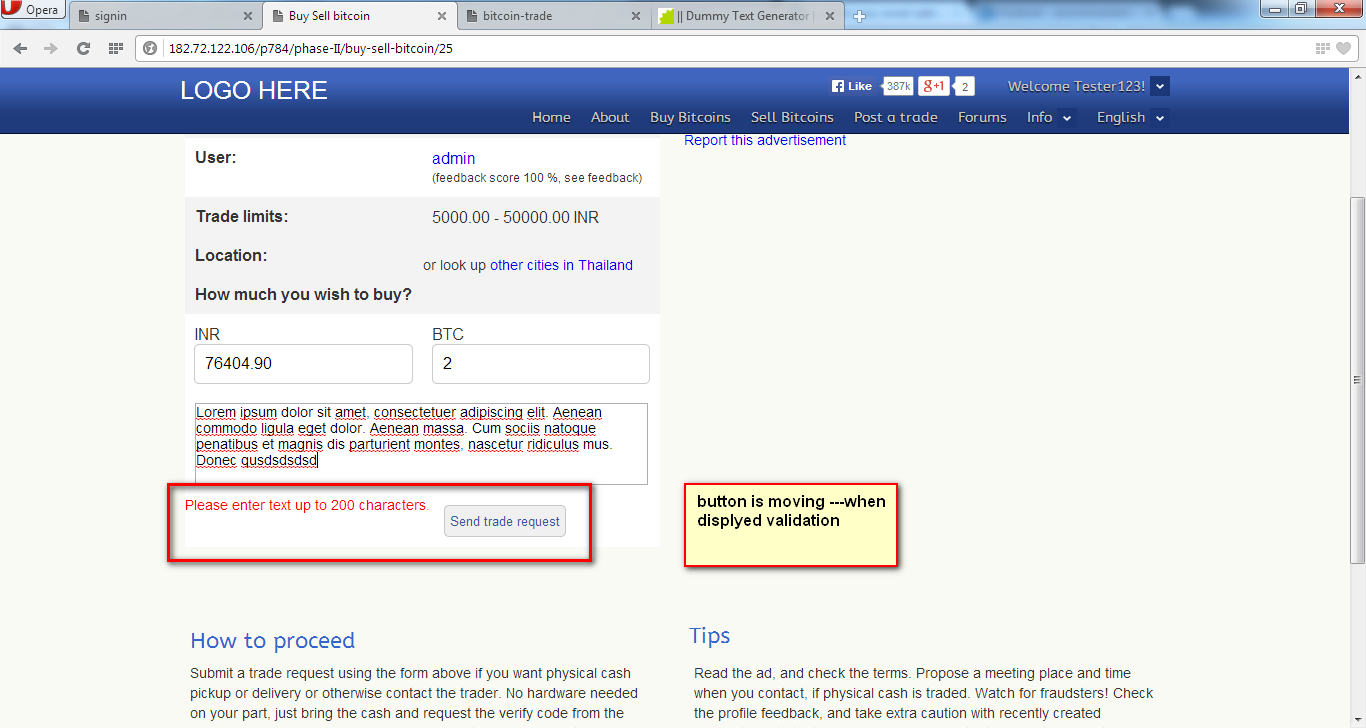 Opera
signin
Buy Sell bitcoin
bitcoin-trade
|| Dummy Text Generator |
182.72.122.106/p784/phase-II/buy-sell-bitcoin/25
LOGO HERE
Like 387k
g+1 2
Welcome Tester123!
Home About Buy Bitcoins Sell Bitcoins Post a trade Forums Info English
Report this advertisement
User: admin
(feedback score 100 %, see feedback)
Trade limits: 5000.00 - 50000.00 INR
Location:
or look up other cities in Thailand
How much you wish to buy?
INR BTC
76404.90 2
Lorem ipsum dolor sit amet, consectetuer adipiscing elit. Aenean
commodo ligula eget dolor. Aenean massa. Cum sociis natoque
penatibus et magnis dis parturient montes, nascetur ridiculus mus.
Donec qusdsdsdsd
Please enter text up to 200 characters.
Send trade request
button is moving ---when
displyed validation
How to proceed
Submit a trade request using the form above if you want physical cash
pickup or delivery or otherwise contact the trader. No hardware needed
on your part, just bring the cash and request the verify code from the
Tips
Read the ad, and check the terms. Propose a meeting place and time
when you contact, if physical cash is traded. Watch for fraudsters! Check
the profile feedback, and take extra caution with recently created